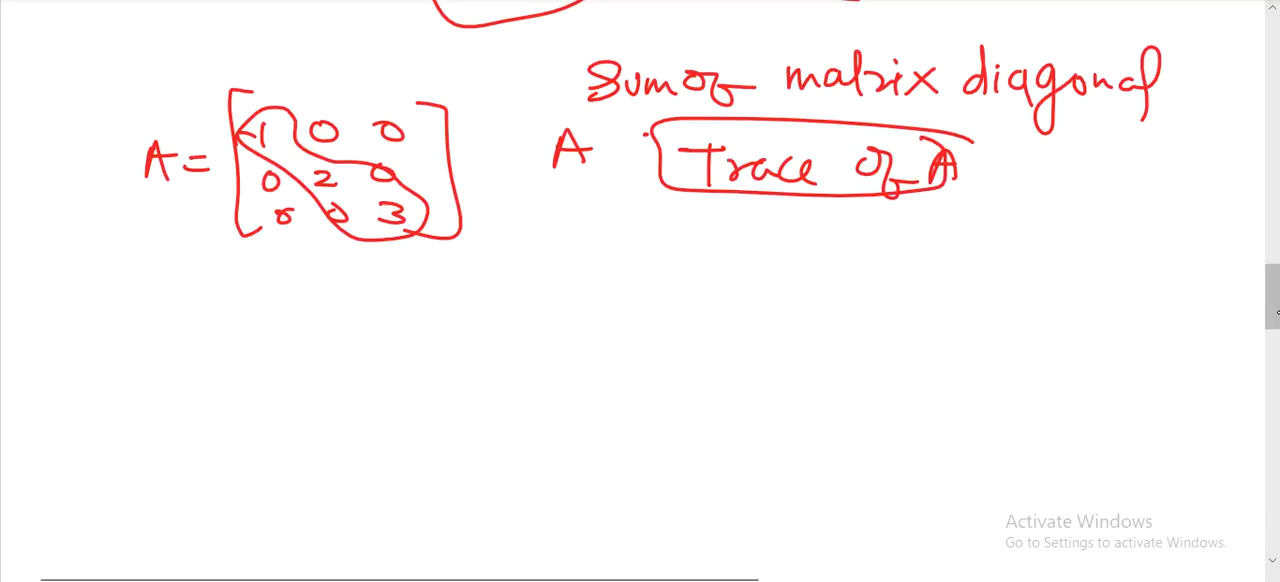 Sum of matrix diagonal
A = [ 1 0 0
0 2 0
0 0 3 ]
A Trace of A
Activate Windows
Go to Settings to activate Windows.